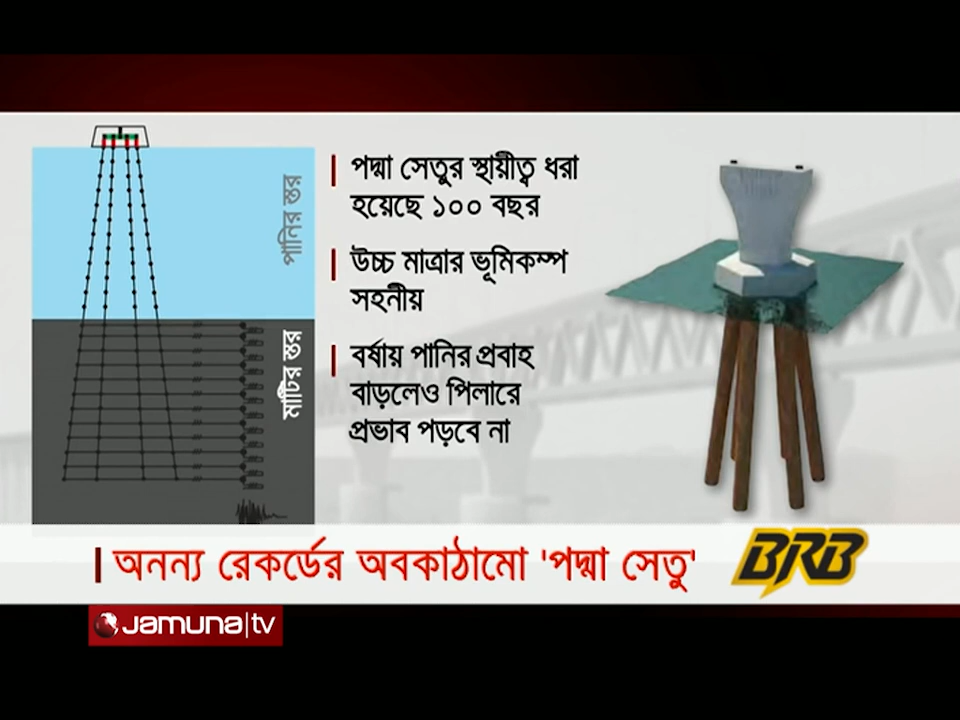 পানির স্তর
মাটির স্তর
পদ্মা সেতুর স্থায়ীত্ব ধরা
হয়েছে ১০০ বছর
উচ্চ মাত্রার ভূমিকম্প
সহনীয়
বর্ষায় পানির প্রবাহ
বাড়লেও পিলারে
প্রভাব পড়বে না
অনন্য রেকর্ডের অবকাঠামো 'পদ্মা সেতু'
BRB
Jamuna|tv